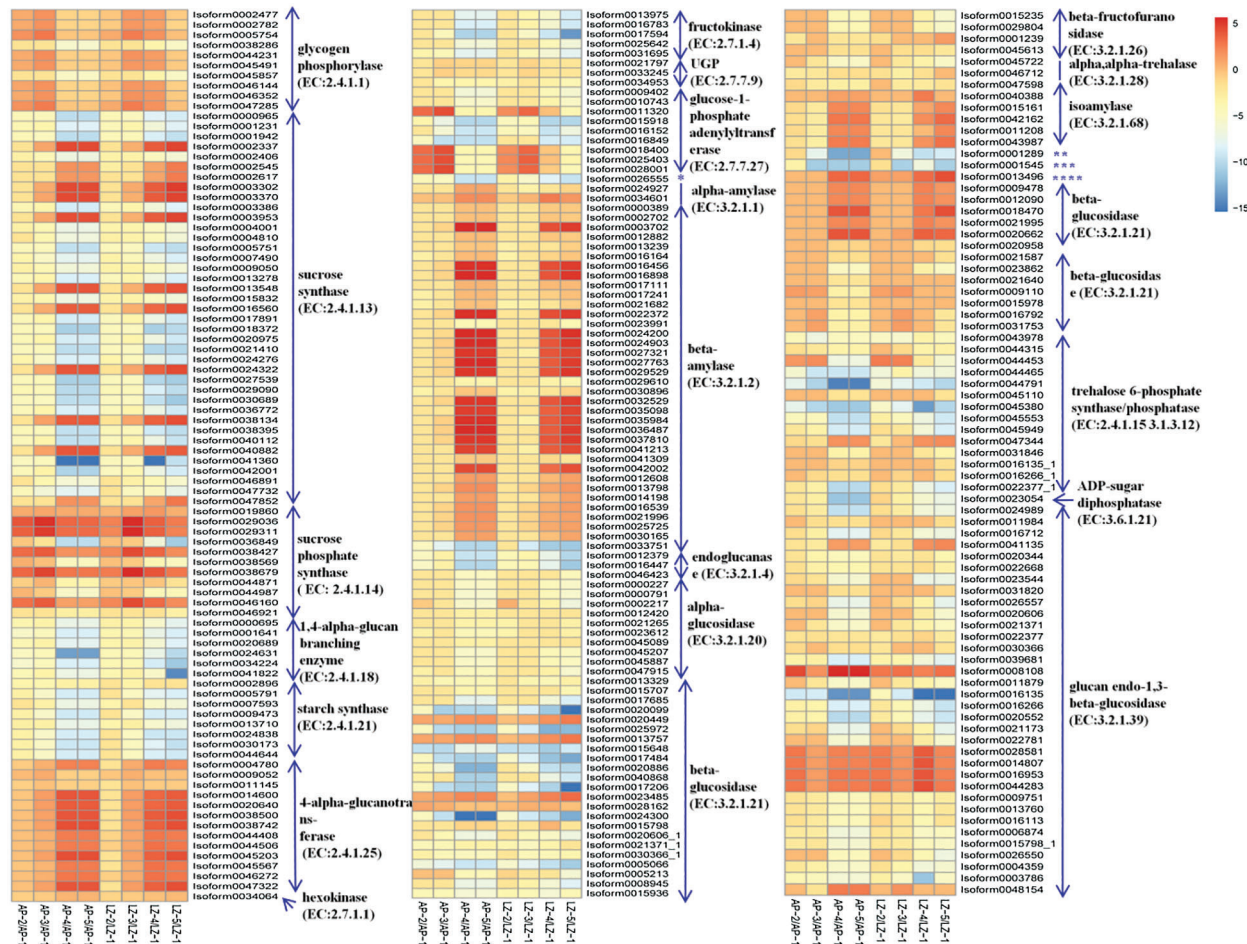 Isoform0002477
Isoform0002782
Isoform0005754
Isoform0038286
Isoform0044231
Isoform0045491
Isoform0045857
Isoform0046144
Isoform0046352
Isoform0047285
Isoform0000965
Isoform0001231
Isoform0001942
Isoform0002337
Isoform0002406
Isoform0002545
Isoform0002617
Isoform0003302
Isoform0003370
Isoform0003386
Isoform0003953
Isoform0004001
Isoform0004810
Isoform0005751
Isoform0007490
Isoform0009050
Isoform0013278
Isoform0013548
Isoform0015832
Isoform0016560
Isoform0017891
Isoform0018372
Isoform0020975
Isoform0021410
Isoform0024276
Isoform0024322
Isoform0027539
Isoform0029090
Isoform0030689
Isoform0036772
Isoform0038134
Isoform0038395
Isoform0040112
Isoform0040882
Isoform0041360
Isoform0042001
Isoform0046891
Isoform0047732
Isoform0047852
Isoform0019860
Isoform0029036
Isoform0029311
Isoform0036849
Isoform0038427
Isoform0038569
Isoform0038679
Isoform0044871
Isoform0044987
Isoform0046160
Isoform0046921
Isoform0000695
Isoform0001641
Isoform0020689
Isoform0024631
Isoform0034224
Isoform0041822
Isoform0002896
Isoform0005791
Isoform0007593
Isoform0009473
Isoform0013710
Isoform0024838
Isoform0030173
Isoform0044644
Isoform0004780
Isoform0009052
Isoform0011145
Isoform0014600
Isoform0020640
Isoform0038500
Isoform0038742
Isoform0044408
Isoform0044506
Isoform0045203
Isoform0045567
Isoform0046272
Isoform0047322
Isoform0034064
glycogen
phosphorylase
(EC:2.4.1.1)
sucrose
synthase
(EC:2.4.1.13)
sucrose
phosphate
synthase
( EC: 2.4.1.14)
1,4-alpha-glucan
branching
enzyme
(EC:2.4.1.18)
starch synthase
(EC:2.4.1.21)
4-alpha-glucanotra
ns-
ferase
(EC:2.4.1.25)
hexokinase
(EC:2.7.1.1)
AP-2/AP-1
AP-3/AP-1
AP-4/AP-1
AP-5/AP-1
LZ-2/LZ-1
LZ-3/LZ-1
LZ-4/LZ-1
LZ-5/LZ-1
Isoform0013975
Isoform0016783
Isoform0017594
Isoform0025642
Isoform0031695
Isoform0021797
Isoform0033245
Isoform0034953
Isoform0009402
Isoform0010743
Isoform0011320
Isoform0015918
Isoform0016152
Isoform0016849
Isoform0018400
Isoform0025403
Isoform0028001
Isoform0026555 *
Isoform0024927
Isoform0034601
Isoform0000389
Isoform0002702
Isoform0003702
Isoform0012882
Isoform0013239
Isoform0016164
Isoform0016456
Isoform0016898
Isoform0017111
Isoform0017241
Isoform0021682
Isoform0022372
Isoform0023991
Isoform0024200
Isoform0024903
Isoform0027321
Isoform0027763
Isoform0029529
Isoform0029610
Isoform0030896
Isoform0032529
Isoform0035098
Isoform0035984
Isoform0036487
Isoform0037810
Isoform0041213
Isoform0041309
Isoform0042002
Isoform0012608
Isoform0013798
Isoform0014198
Isoform0016539
Isoform0021996
Isoform0025725
Isoform0030165
Isoform0033751
Isoform0012379
Isoform0016447
Isoform0046423
Isoform0000227
Isoform0000791
Isoform0002217
Isoform0012420
Isoform0021265
Isoform0023612
Isoform0045089
Isoform0045207
Isoform0045887
Isoform0047915
Isoform0013329
Isoform0015707
Isoform0017685
Isoform0020099
Isoform0020449
Isoform0025972
Isoform0013757
Isoform0015648
Isoform0017484
Isoform0020886
Isoform0040868
Isoform0017206
Isoform0023485
Isoform0028162
Isoform0024300
Isoform0015798
Isoform0020606_1
Isoform0021371_1
Isoform0030366_1
Isoform0005066
Isoform0005213
Isoform0008945
Isoform0015936
fructokinase
(EC:2.7.1.4)
UGP
(EC:2.7.7.9)
glucose-1-
phosphate
adenylyltransf
erase
(EC:2.7.7.27)
alpha-amylase
(EC:3.2.1.1)
beta-
amylase
(EC:3.2.1.2)
endoglucanas
e (EC:3.2.1.4)
alpha-
glucosidase
(EC:3.2.1.20)
beta-
glucosidase
(EC:3.2.1.21)
AP-2/AP-1
AP-3/AP-1
AP-4/AP-1
AP-5/AP-1
LZ-2/LZ-1
LZ-3/LZ-1
LZ-4/LZ-1
LZ-5/LZ-1
Isoform0015235
Isoform0029804
Isoform0001239
Isoform0045613
Isoform0045722
Isoform0046712
Isoform0047598
Isoform0040388
Isoform0015161
Isoform0042162
Isoform0011208
Isoform0043987
Isoform0001289 **
Isoform0001545 ***
Isoform0013496 ****
Isoform0009478
Isoform0012090
Isoform0018470
Isoform0021995
Isoform0020662
Isoform0020958
Isoform0021587
Isoform0023862
Isoform0021640
Isoform0009110
Isoform0015978
Isoform0016792
Isoform0031753
Isoform0043978
Isoform0044315
Isoform0044453
Isoform0044465
Isoform0044791
Isoform0045110
Isoform0045380
Isoform0045553
Isoform0045949
Isoform0047344
Isoform0031846
Isoform0016135_1
Isoform0016266_1
Isoform0022377_1
Isoform0023054
Isoform0024989
Isoform0011984
Isoform0016712
Isoform0041135
Isoform0020344
Isoform0022668
Isoform0023544
Isoform0031820
Isoform0026557
Isoform0020606
Isoform0021371
Isoform0022377
Isoform0030366
Isoform0039681
Isoform0008108
Isoform0011879
Isoform0016135
Isoform0016266
Isoform0020552
Isoform0021173
Isoform0022781
Isoform0028581
Isoform0014807
Isoform0016953
Isoform0044283
Isoform0009751
Isoform0013760
Isoform0016113
Isoform0006874
Isoform0015798_1
Isoform0026550
Isoform0004359
Isoform0003786
Isoform0048154
beta-fructofurano
sidase
(EC:3.2.1.26)
alpha,alpha-trehalase
(EC:3.2.1.28)
isoamylase
(EC:3.2.1.68)
beta-
glucosidase
(EC:3.2.1.21)
beta-glucosidas
e (EC:3.2.1.21)
trehalose 6-phosphate
synthase/phosphatase
(EC:2.4.1.15 3.1.3.12)
ADP-sugar
diphosphatase
(EC:3.6.1.21)
glucan endo-1,3-
beta-glucosidase
(EC:3.2.1.39)
AP-2/AP-1
AP-3/AP-1
AP-4/AP-1
AP-5/AP-1
LZ-2/LZ-1
LZ-3/LZ-1
LZ-4/LZ-1
LZ-5/LZ-1
5
0
-5
-10
-15